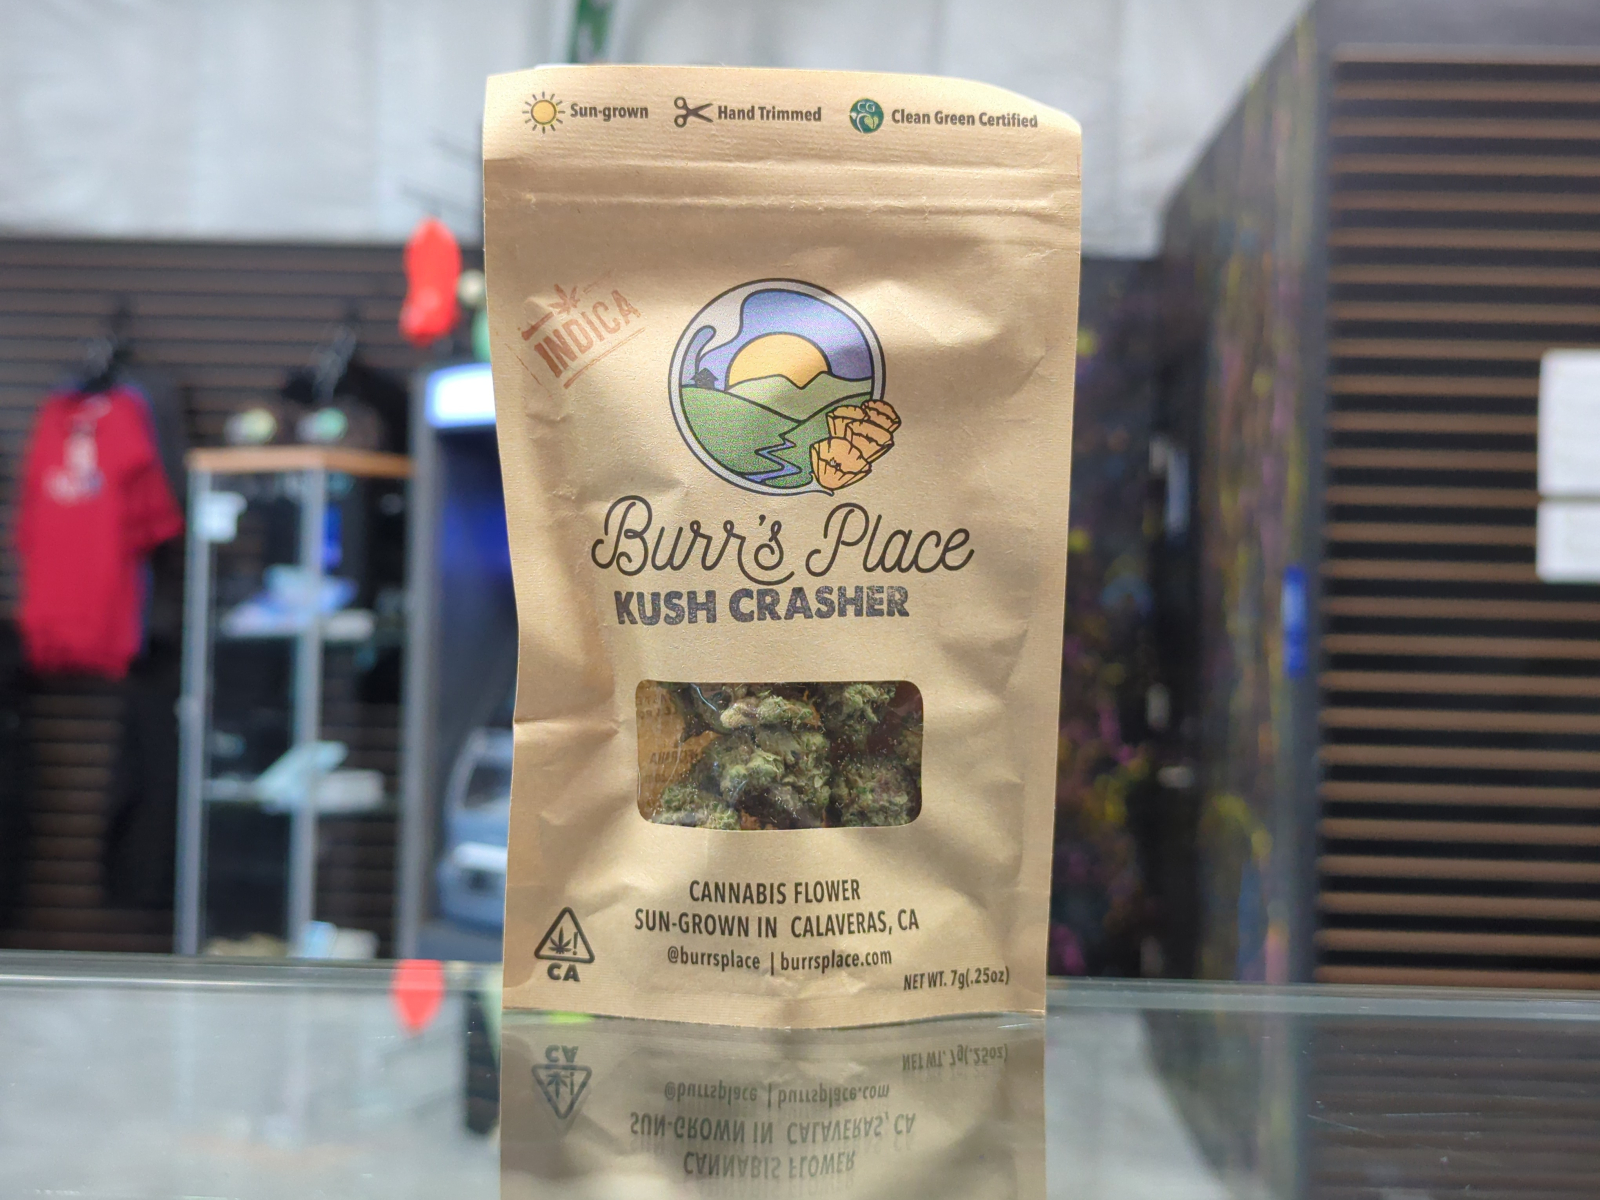 Sun-grown
Hand Trimmed
CG
Clean Green Certified
INDICA
Burr's Place
KUSH CRASHER
CANNABIS FLOWER
SUN-GROWN IN CALAVERAS, CA
@burrsplace | burrsplace.com
NET WT. 7g(.25oz)
!
CA